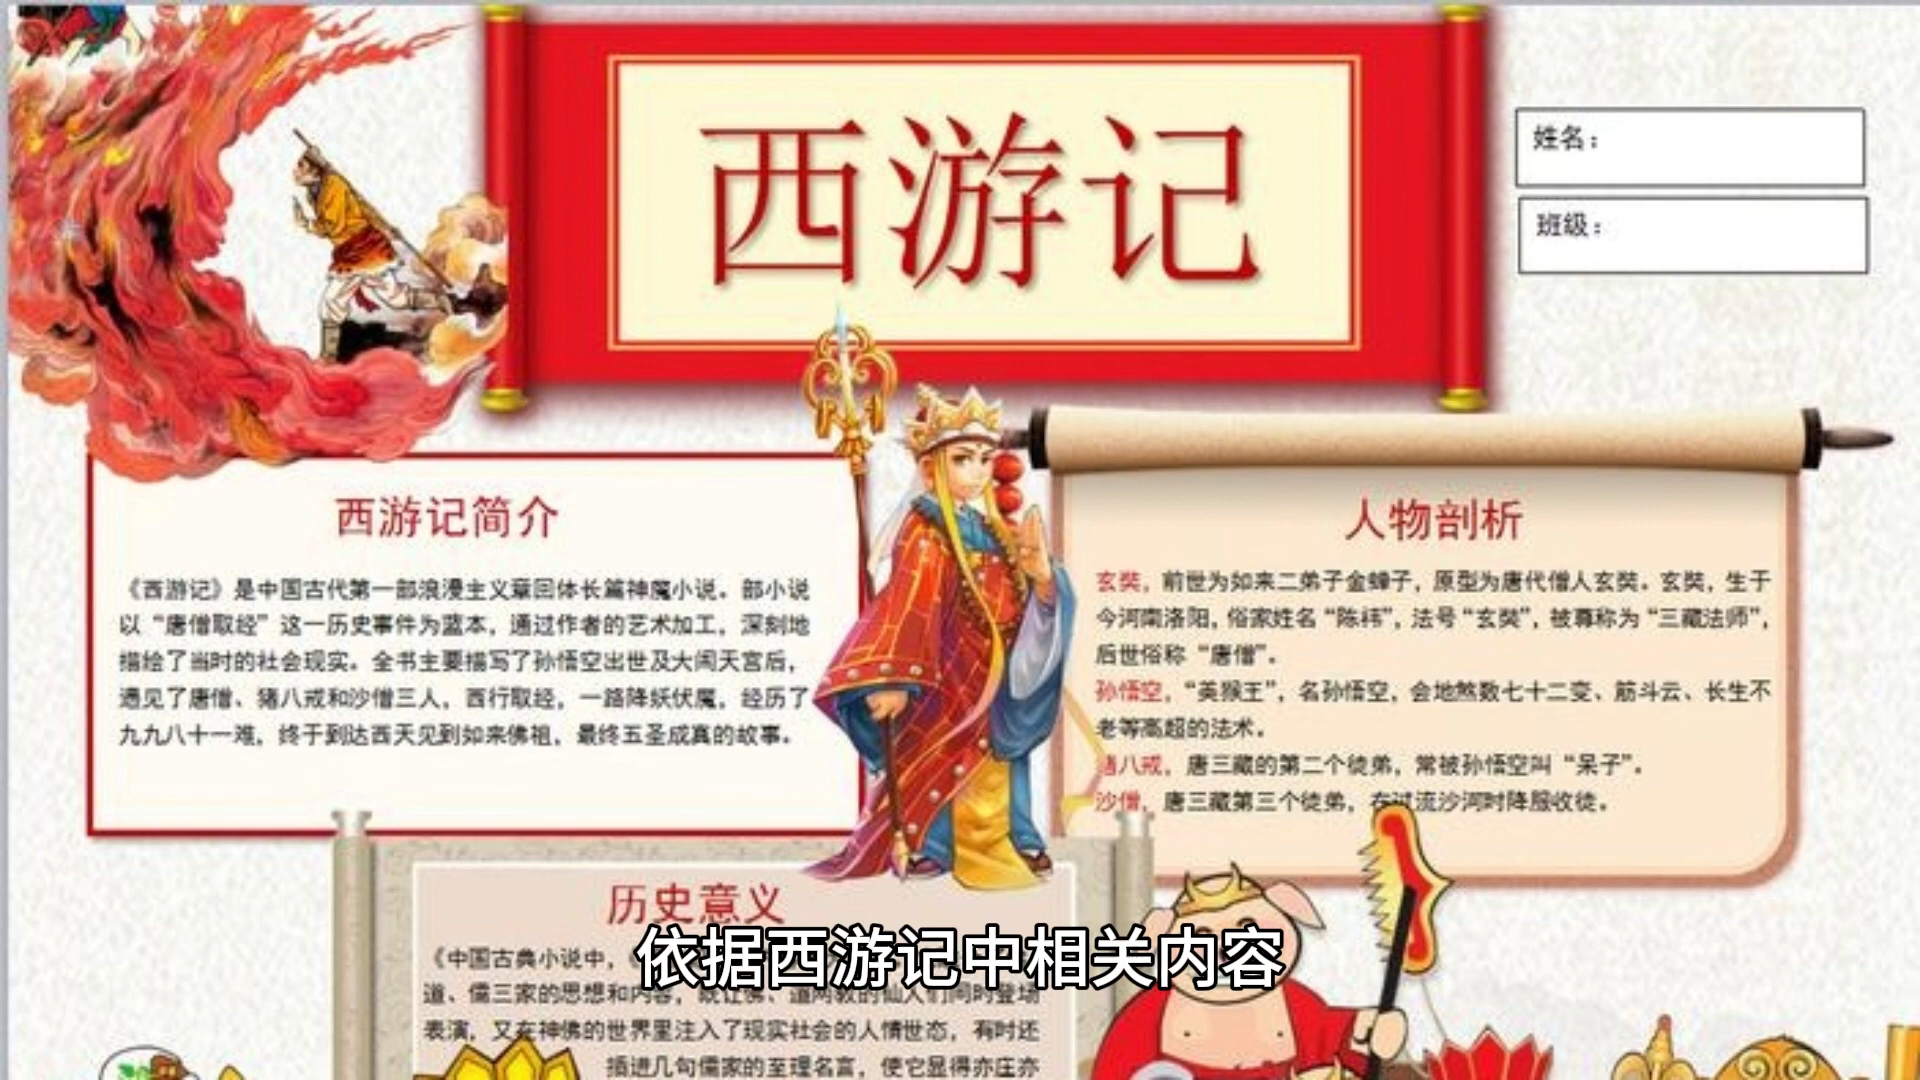 西游记
姓名：
班级：
西游记简介
《西游记》是中国古代第一部浪漫主义章回体长篇神魔小说。部小说
以“唐僧取经”这一历史事件为蓝本，通过作者的艺术加工，深刻地
描绘了当时的社会现实。全书主要描写了孙悟空出世及大闹天宫后，
遇见了唐僧、猪八戒和沙僧三人，西行取经，一路降妖伏魔，经历了
九九八十一难，终于到达西天见到如来佛祖，最终五圣成真的故事。
人物剖析
玄奘，前世为如来二弟子金蝉子，原型为唐代僧人玄奘。玄奘，生于
今河南洛阳，俗家姓名“陈祎”，法号“玄奘”，被尊称为“三藏法师”，
后世俗称“唐僧”。
孙悟空，“美猴王”，名孙悟空，会地煞数七十二变、筋斗云、长生不
老等高超的法术。
猪八戒，唐三藏的第二个徒弟，常被孙悟空叫“呆子”。
沙僧，唐三藏第三个徒弟，在过流沙河时降服收徒。
历史意义
《中国古典小说中，
道、儒三家的思想和内容，既让佛、道两教的仙人们同时登场
表演，又在神佛的世界里注入了现实社会的人情世态，有时还
插进几句儒家的至理名言，使它显得亦庄亦
依据西游记中相关内容